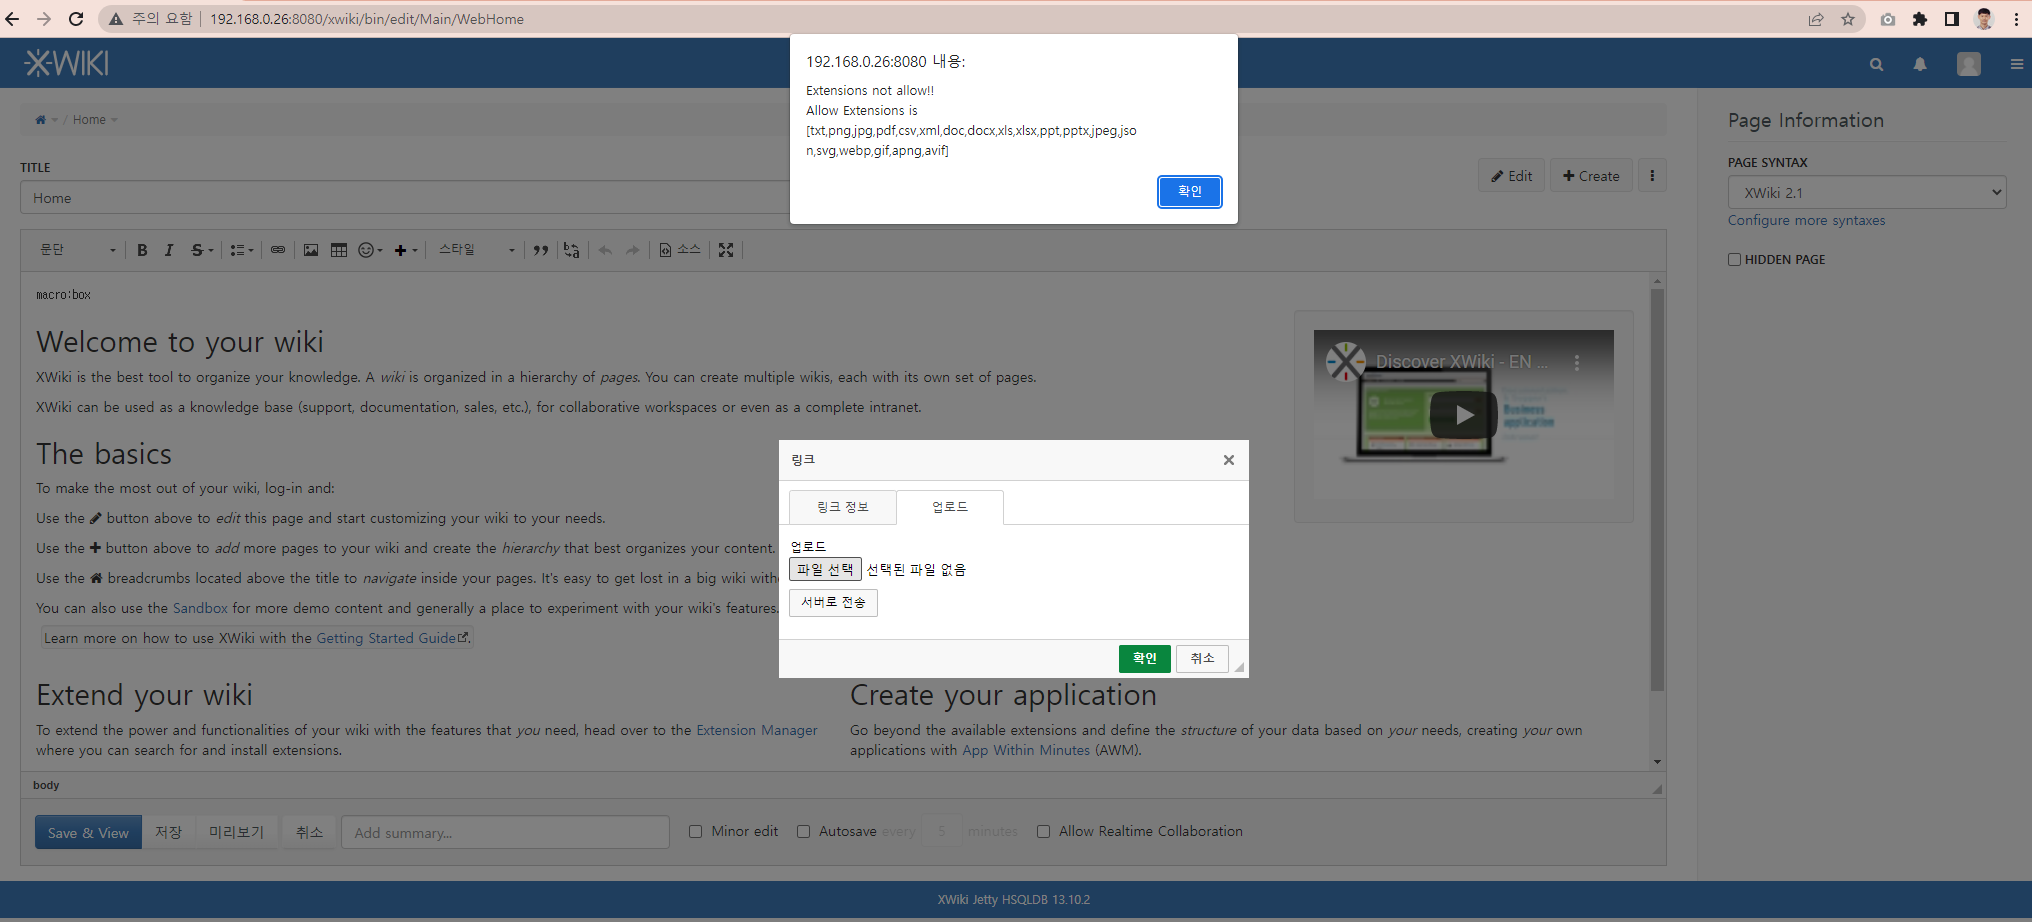 주의 요함 | 192.168.0.26:8080/xwiki/bin/edit/Main/WebHome
XWIKI
192.168.0.26:8080 내용:
Extensions not allow!!
Allow Extensions is
[txt,png,jpg,pdf,csv,xml,doc,docx,xls,xlsx,ppt,pptx,jpeg,jso
n,svg,webp,gif,apng,avif]
확인
/ Home
TITLE
Home
Edit
Create
Page Information
PAGE SYNTAX
XWiki 2.1
Configure more syntaxes
HIDDEN PAGE
문단
B I S
스타일
소스
macro:box
Welcome to your wiki
XWiki is the best tool to organize your knowledge. A wiki is organized in a hierarchy of pages. You can create multiple wikis, each with its own set of pages.
XWiki can be used as a knowledge base (support, documentation, sales, etc.), for collaborative workspaces or even as a complete intranet.
The basics
To make the most out of your wiki, log-in and:
Use the button above to edit this page and start customizing your wiki to your needs.
Use the button above to add more pages to your wiki and create the hierarchy that best organizes your content.
Use the breadcrumbs located above the title to navigate inside your pages. It's easy to get lost in a big wiki
You can also use the Sandbox for more demo content and generally a place to experiment with your wiki's features.
Learn more on how to use XWiki with the Getting Started Guide.
Discover XWiki - EN ...
Business
application
링크
링크 정보
업로드
업로드
파일 선택 선택된 파일 없음
서버로 전송
확인
취소
Extend your wiki
To extend the power and functionalities of your wiki with the features that you need, head over to the Extension Manager
where you can search for and install extensions.
Create your application
Go beyond the available extensions and define the structure of your data based on your needs, creating your own
applications with App Within Minutes (AWM).
body
Save & View
저장
미리보기
취소
Add summary...
Minor edit
Autosave every 5 minutes
Allow Realtime Collaboration
XWiki Jetty HSQLDB 13.10.2